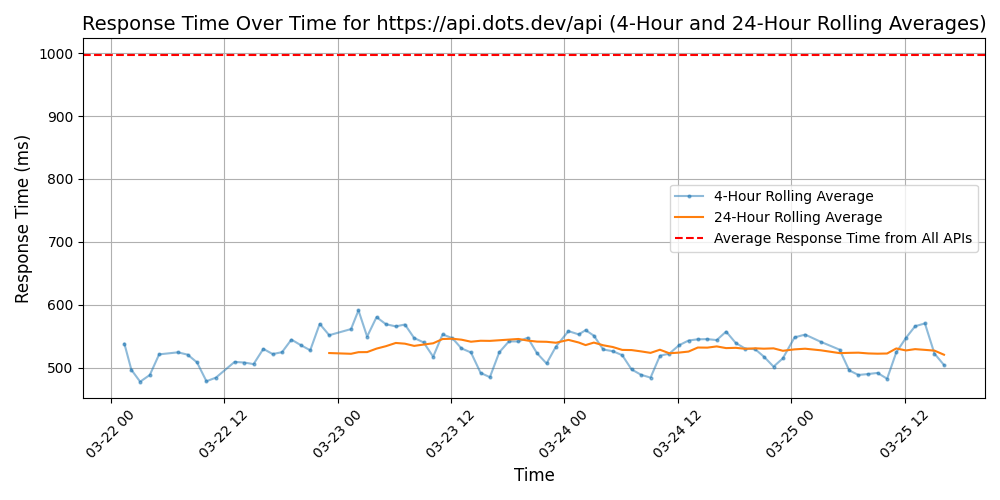 Response Time Over Time for https://api.dots.dev/api (4-Hour and 24-Hour Rolling Averages)
Response Time (ms)
1000
900
800
700
600
500
4-Hour Rolling Average
24-Hour Rolling Average
Average Response Time from All APIs
03-22 00
03-22 12
03-23 00
03-23 12
03-24 00
03-24 12
03-25 00
03-25 12
Time